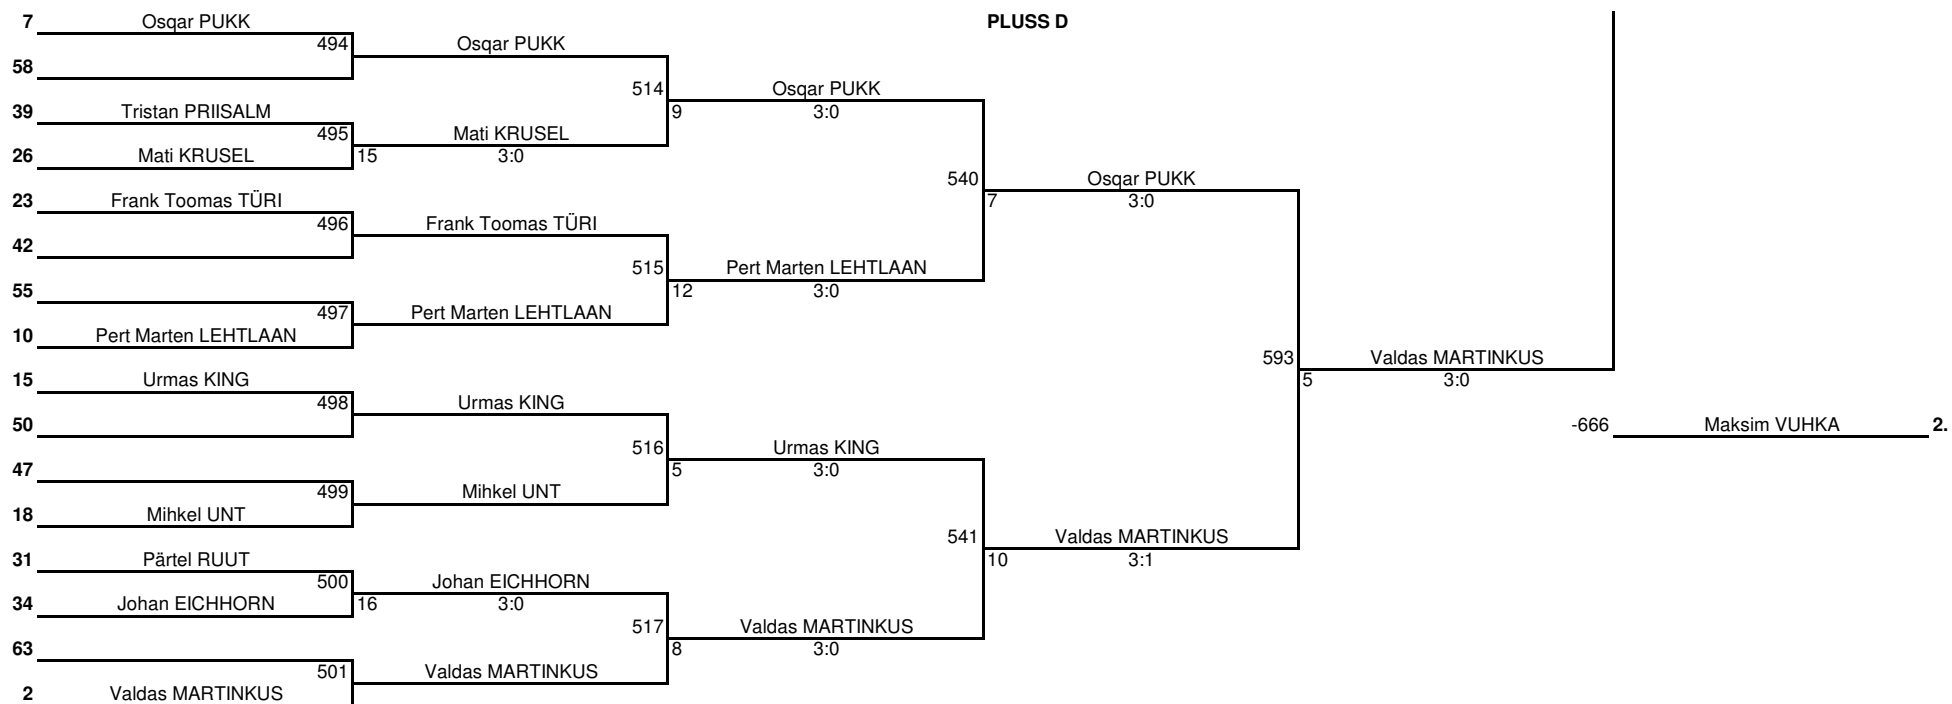 7 Osqar PUKK PLUSS D
494 Osqar PUKK
58
514 Osqar PUKK
39 Tristan PRIISALM 9 3:0
495 Mati KRUSEL
26 Mati KRUSEL 15 3:0
540 Osqar PUKK
23 Frank Toomas TÜRI 7 3:0
496 Frank Toomas TÜRI
42
515 Pert Marten LEHTLAAN
55 12 3:0
497 Pert Marten LEHTLAAN
10 Pert Marten LEHTLAAN
593 Valdas MARTINKUS
15 Urmas KING 5 3:0
498 Urmas KING
50 -666 Maksim VUHKA 2.
516 Urmas KING
47 5 3:0
499 Mihkel UNT
18 Mihkel UNT
541 Valdas MARTINKUS
31 Pärtel RUUT 10 3:1
500 Johan EICHHORN
34 Johan EICHHORN 16 3:0
517 Valdas MARTINKUS
63 8 3:0
501 Valdas MARTINKUS
2 Valdas MARTINKUS